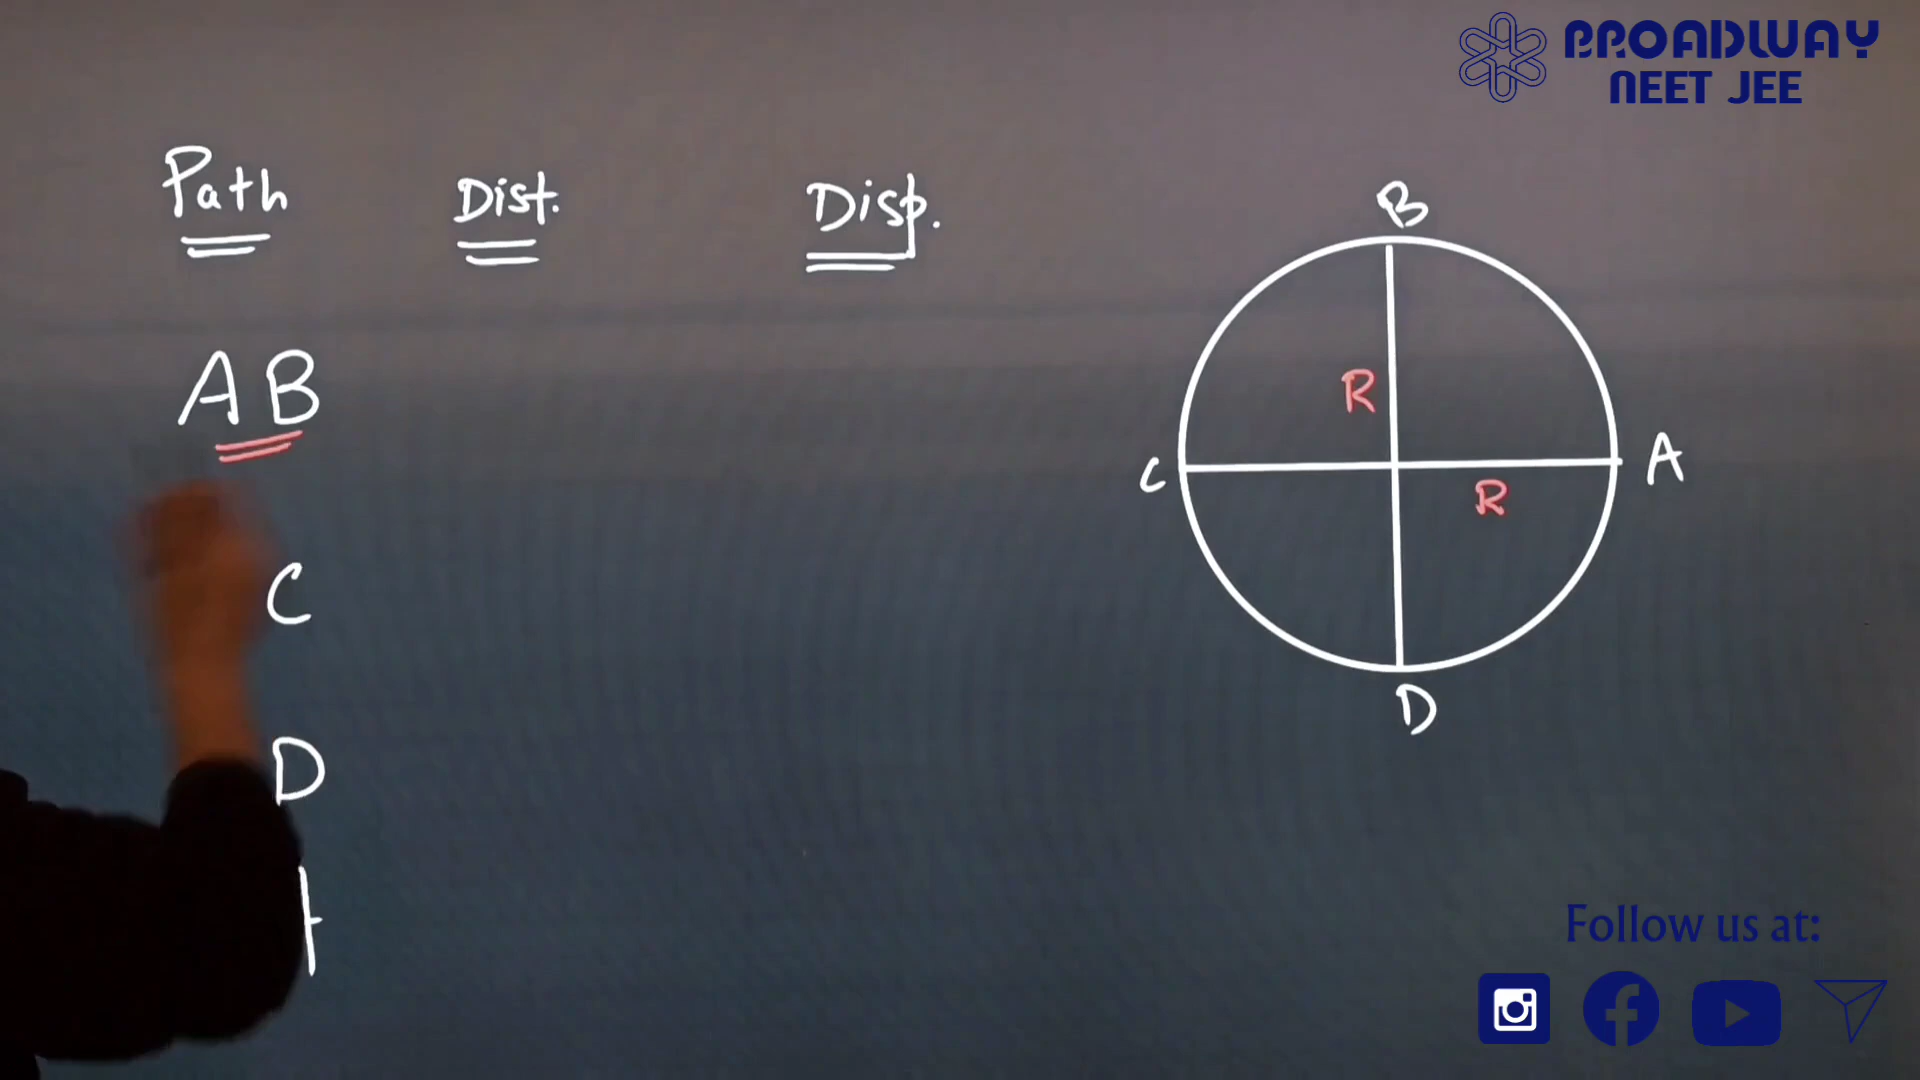 BROADWAY
NEET JEE
Path Dist. Disp.
B
AB
R
C A
R
C
D
D
Follow us at: